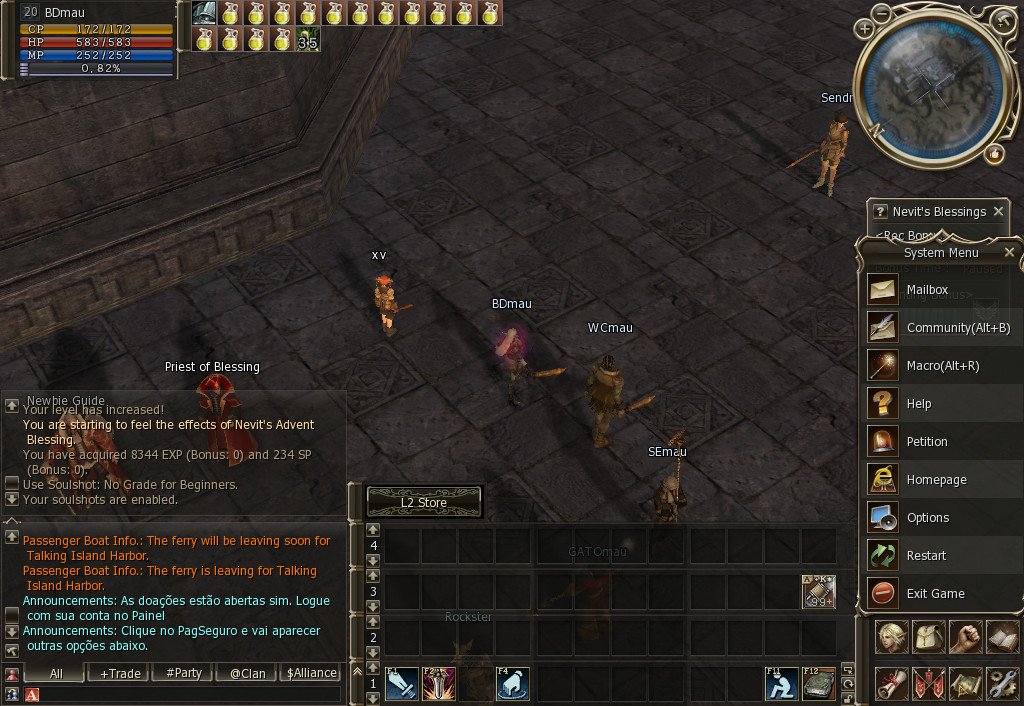 20 BDmau
CP 172/172
HP 583/583
MP 252/252
0,82%
35
N
Sendr
xv
BDmau
WCmau
SEmau
Priest of Blessing
Newbie Guide
GATOmau
Rockster
Nevit's Blessings
System Menu
Paused
Mailbox
Community(Alt+B)
Macro(Alt+R)
Help
Petition
Homepage
Options
Restart
Exit Game
Your level has increased!
You are starting to feel the effects of Nevit's Advent
Blessing.
You have acquired 8344 EXP (Bonus: 0) and 234 SP
(Bonus: 0).
Use Soulshot: No Grade for Beginners.
Your soulshots are enabled.
Passenger Boat Info.: The ferry will be leaving soon for
Talking Island Harbor.
Passenger Boat Info.: The ferry is leaving for Talking
Island Harbor.
Announcements: As doações estão abertas sim. Logue
com sua conta no Painel
Announcements: Clique no PagSeguro e vai aparecer
outras opções abaixo.
All +Trade #Party @Clan $Alliance
A
L2 Store
4
3
99+
2
1
F1 F2 F4 F11 F12